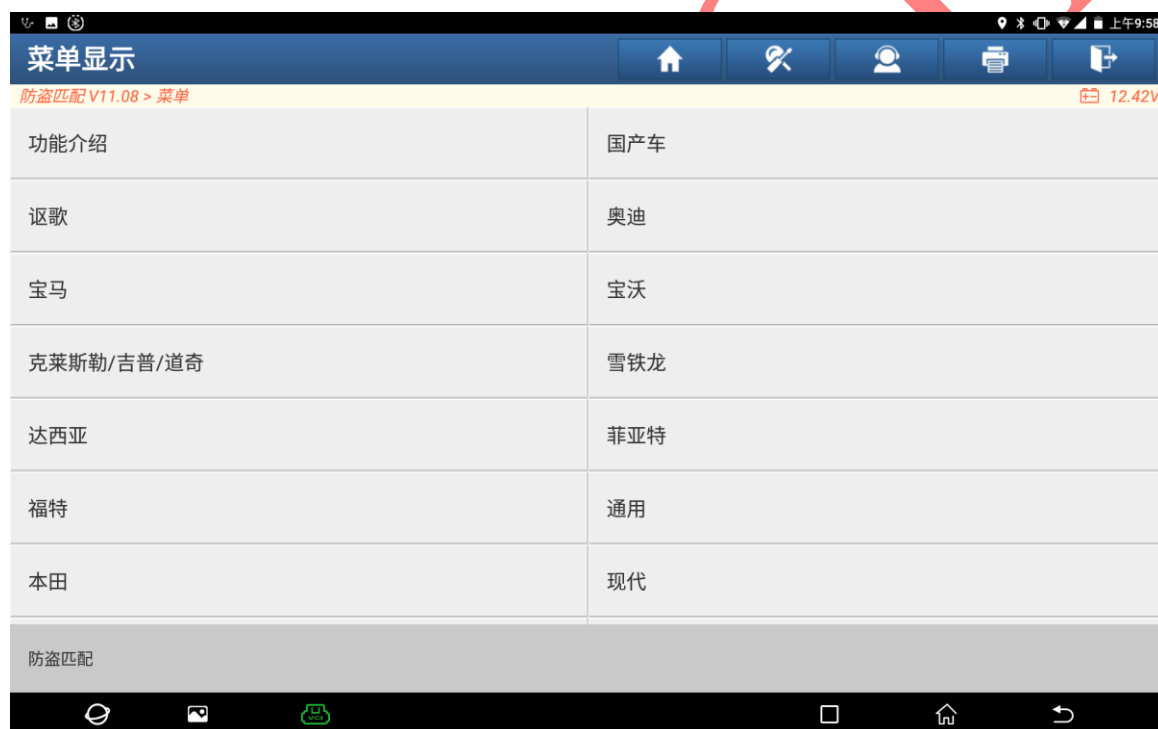 上午9:58
菜单显示
防盗匹配 V11.08 > 菜单
12.42V
功能介绍
国产车
讴歌
奥迪
宝马
宝沃
克莱斯勒/吉普/道奇
雪铁龙
达西亚
菲亚特
福特
通用
本田
现代
防盗匹配
VCI